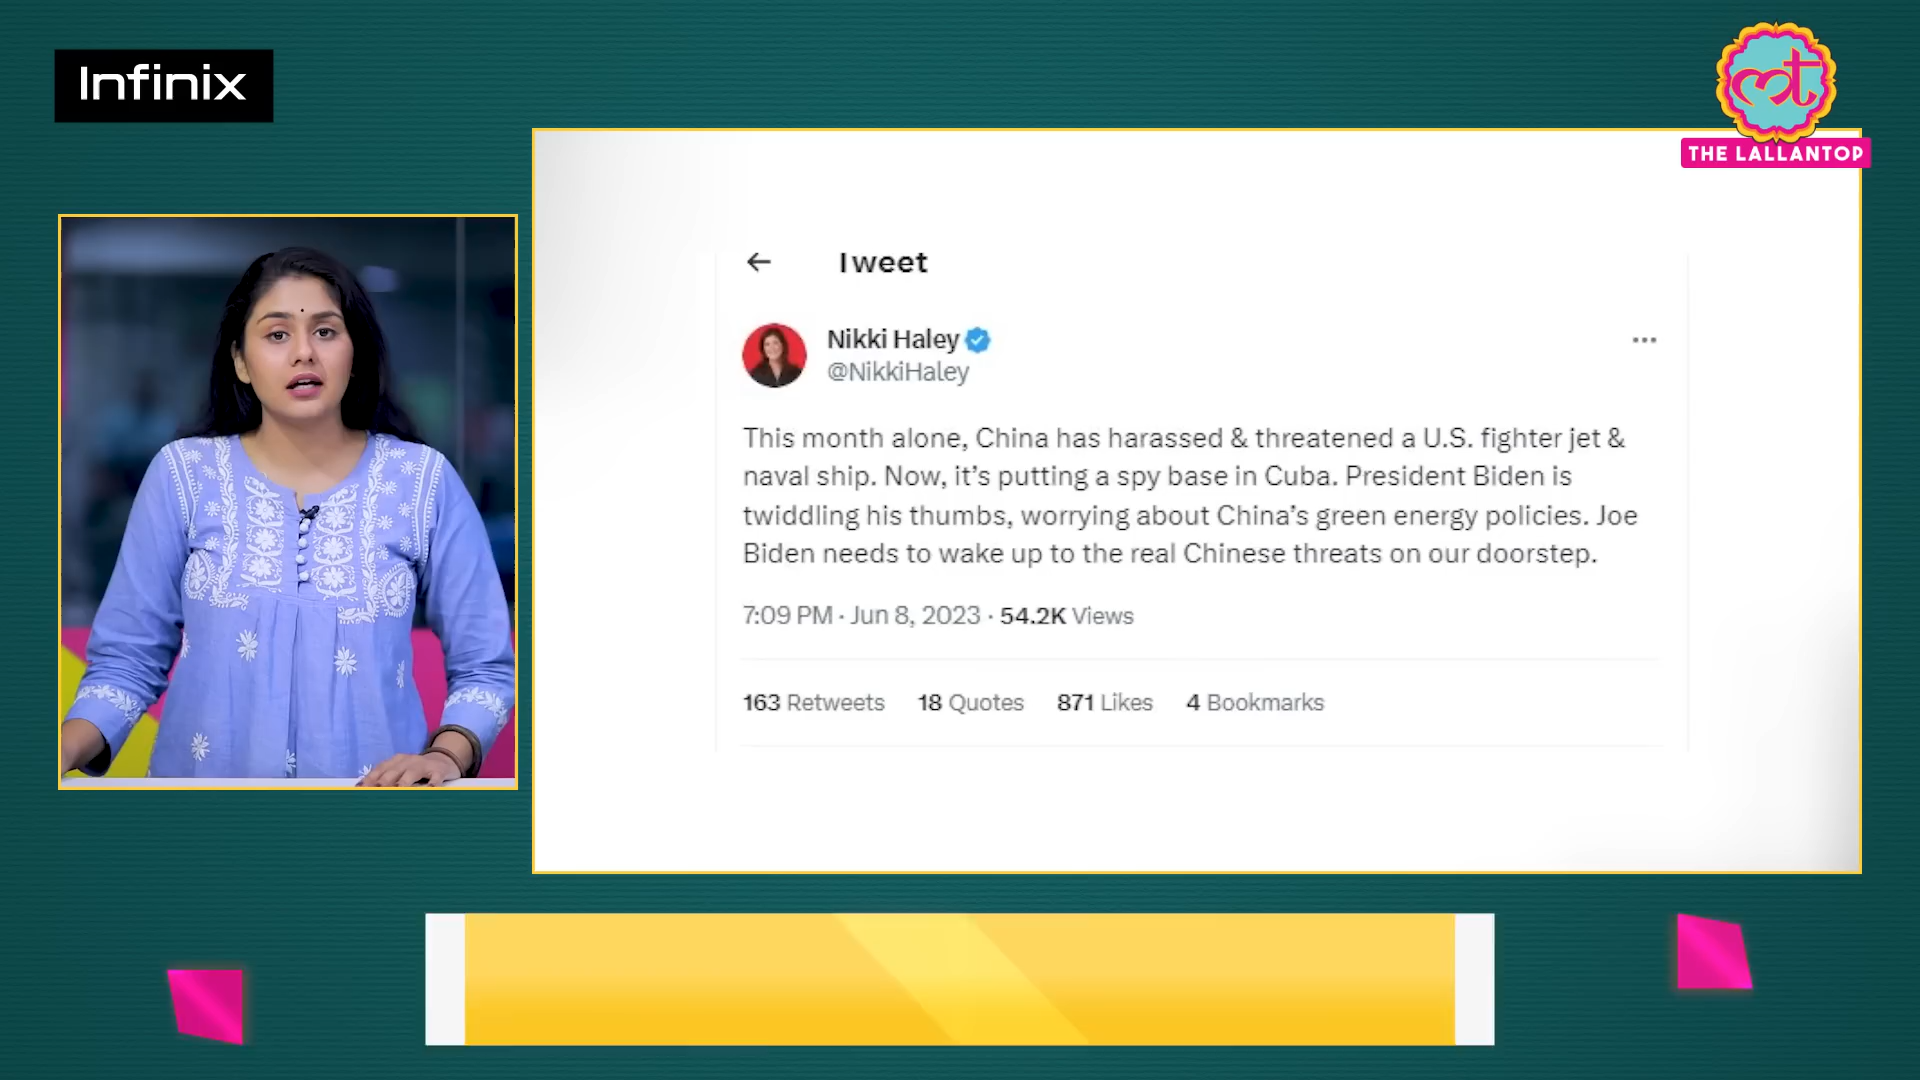 Infinix
मत
THE LALLANTOP
Tweet
Nikki Haley
@NikkiHaley
This month alone, China has harassed & threatened a U.S. fighter jet &
naval ship. Now, it’s putting a spy base in Cuba. President Biden is
twiddling his thumbs, worrying about China’s green energy policies. Joe
Biden needs to wake up to the real Chinese threats on our doorstep.
7:09 PM · Jun 8, 2023 · 54.2K Views
163 Retweets 18 Quotes 871 Likes 4 Bookmarks